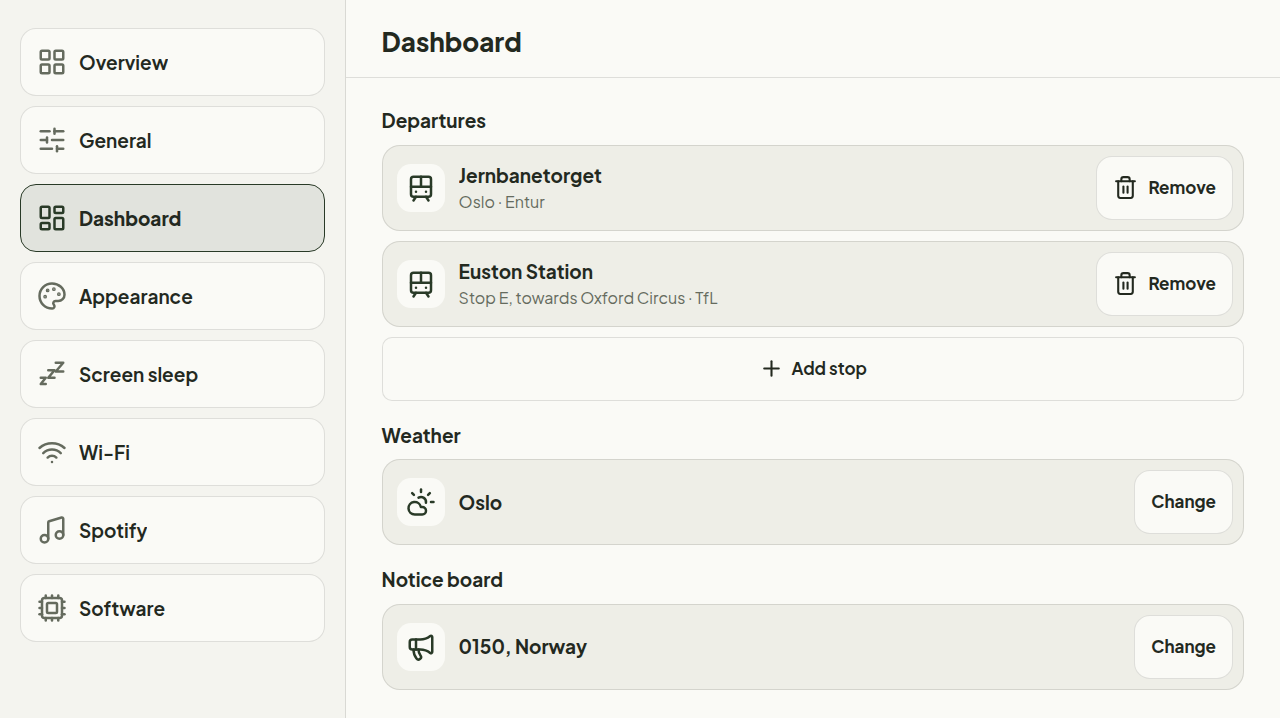 Overview
General
Dashboard
Appearance
Screen sleep
Wi-Fi
Spotify
Software
Dashboard
Departures
Jernbanetorget
Oslo · Entur
Remove
Euston Station
Stop E, towards Oxford Circus · TfL
Remove
Add stop
Weather
Oslo
Change
Notice board
0150, Norway
Change